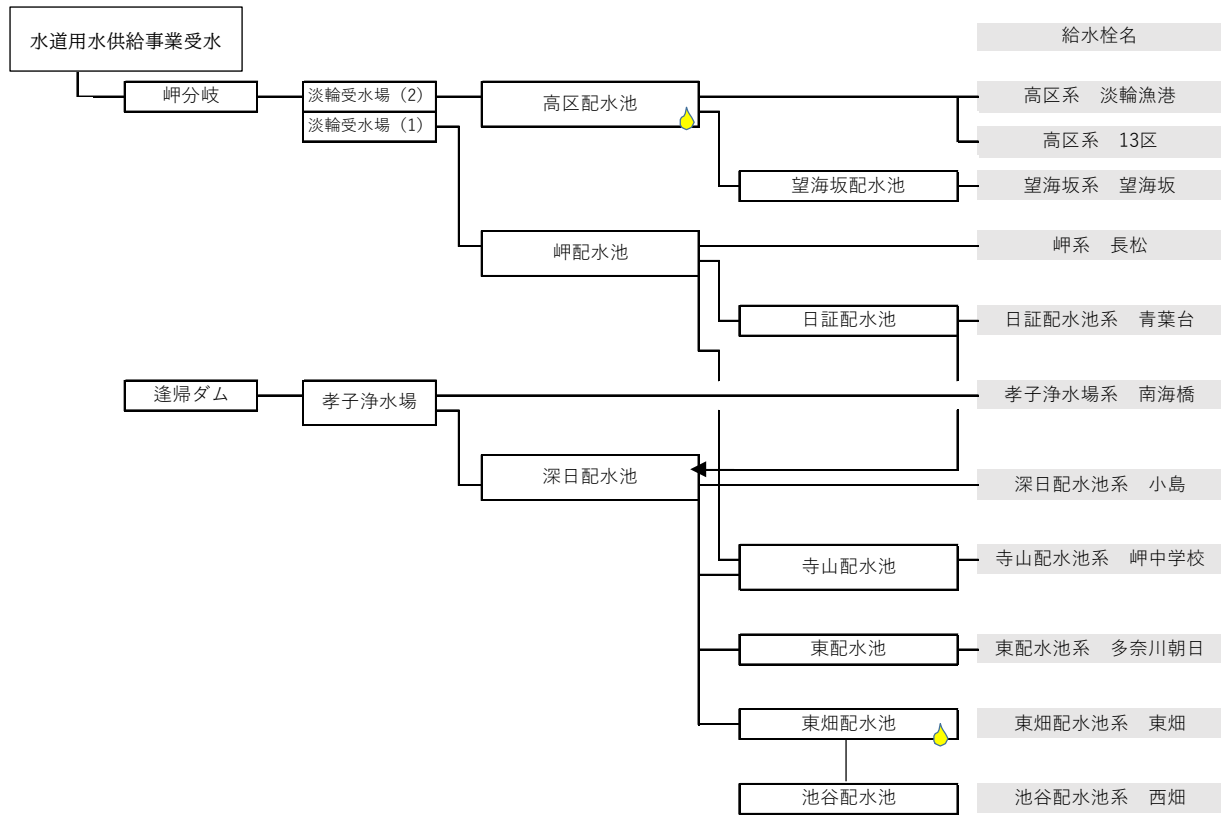 水道用水供給事業受水
給水栓名
岬分岐
淡輪受水場（2）
高区配水池
高区系　淡輪漁港
淡輪受水場（1）
高区系　13区
望海坂配水池
望海坂系　望海坂
岬配水池
岬系　長松
日証配水池
日証配水池系　青葉台
逢帰ダム
孝子浄水場
孝子浄水場系　南海橋
深日配水池
深日配水池系　小島
寺山配水池
寺山配水池系　岬中学校
東配水池
東配水池系　多奈川朝日
東畑配水池
東畑配水池系　東畑
池谷配水池
池谷配水池系　西畑